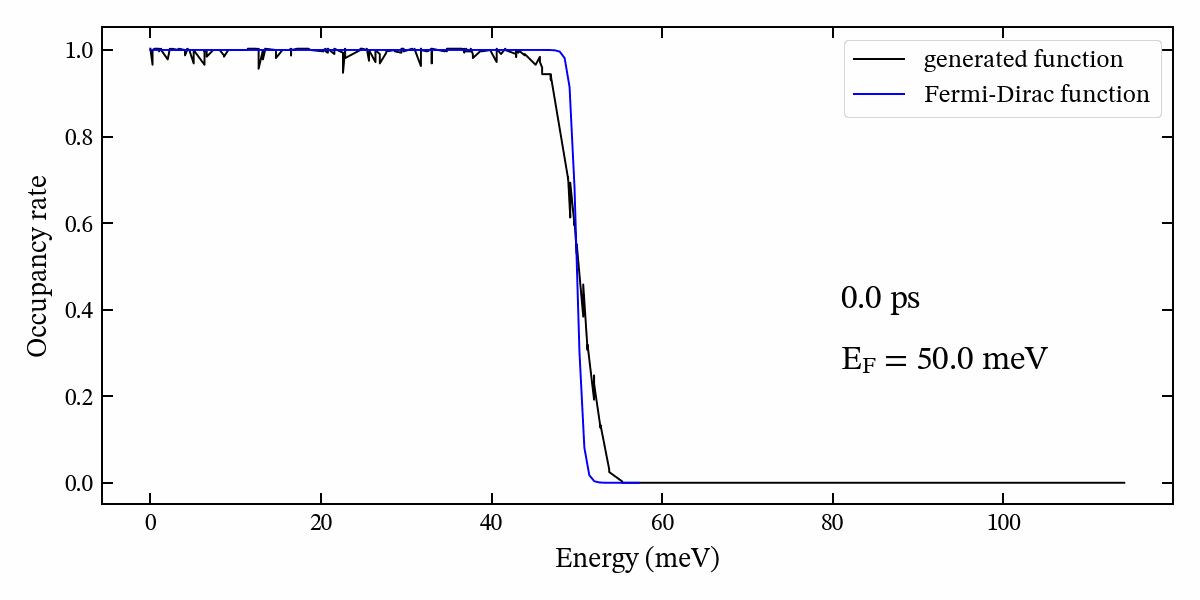 generated function
Fermi-Dirac function
1.0
0.8
0.6
0.4
0.2
0.0
Occupancy rate
0.0 ps
E_F = 50.0 meV
0 20 40 60 80 100
Energy (meV)